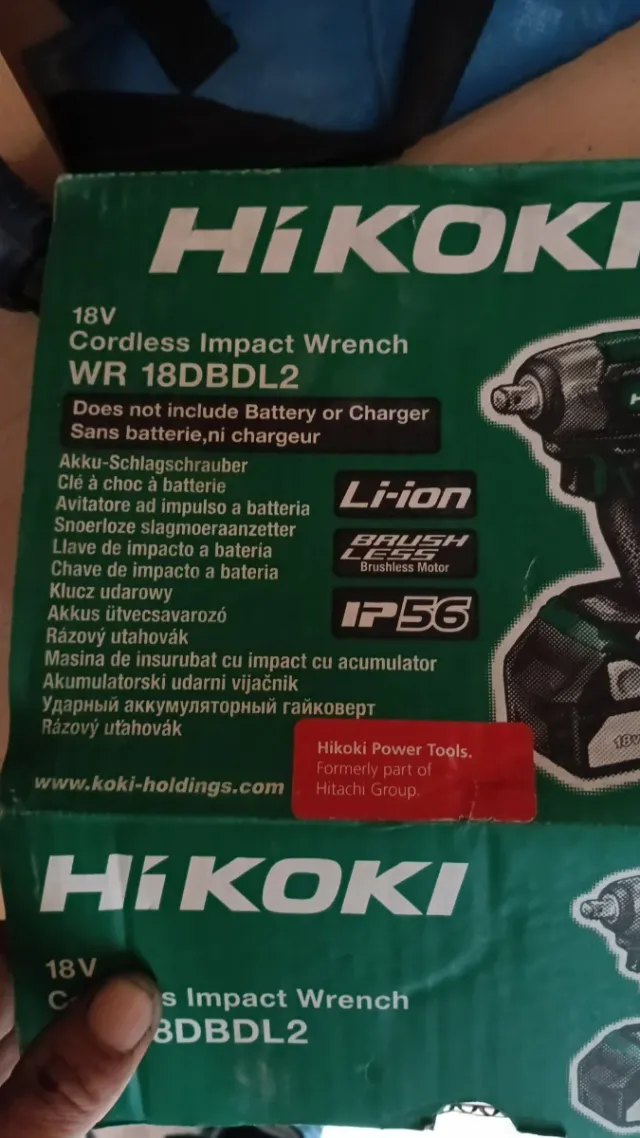 HiKOKI
18V
Cordless Impact Wrench
WR 18DBDL2
Does not include Battery or Charger
Sans batterie,ni chargeur
Akku-Schlagschrauber
Clé à choc à batterie
Avitatore ad impulso a batteria
Snoerloze slagmoeraanzetter
Llave de impacto a bateria
Chave de impacto a bateria
Klucz udarowy
Akkus ütvecsavarozó
Rázový utahovák
Masina de insurubat cu impact cu acumulator
Akumulatorski udarni vijačnik
Ударный аккумуляторный гайковерт
Rázový uťahovák
Li-ion
BRUSH
LESS
Brushless Motor
IP56
18V
Hikoki Power Tools.
Formerly part of
Hitachi Group.
www.koki-holdings.com
HiKOKI
18V
s Impact Wrench
8DBDL2